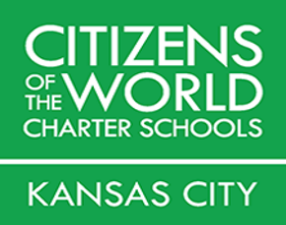 CITIZENS
OF THE WORLD
CHARTER SCHOOLS
KANSAS CITY